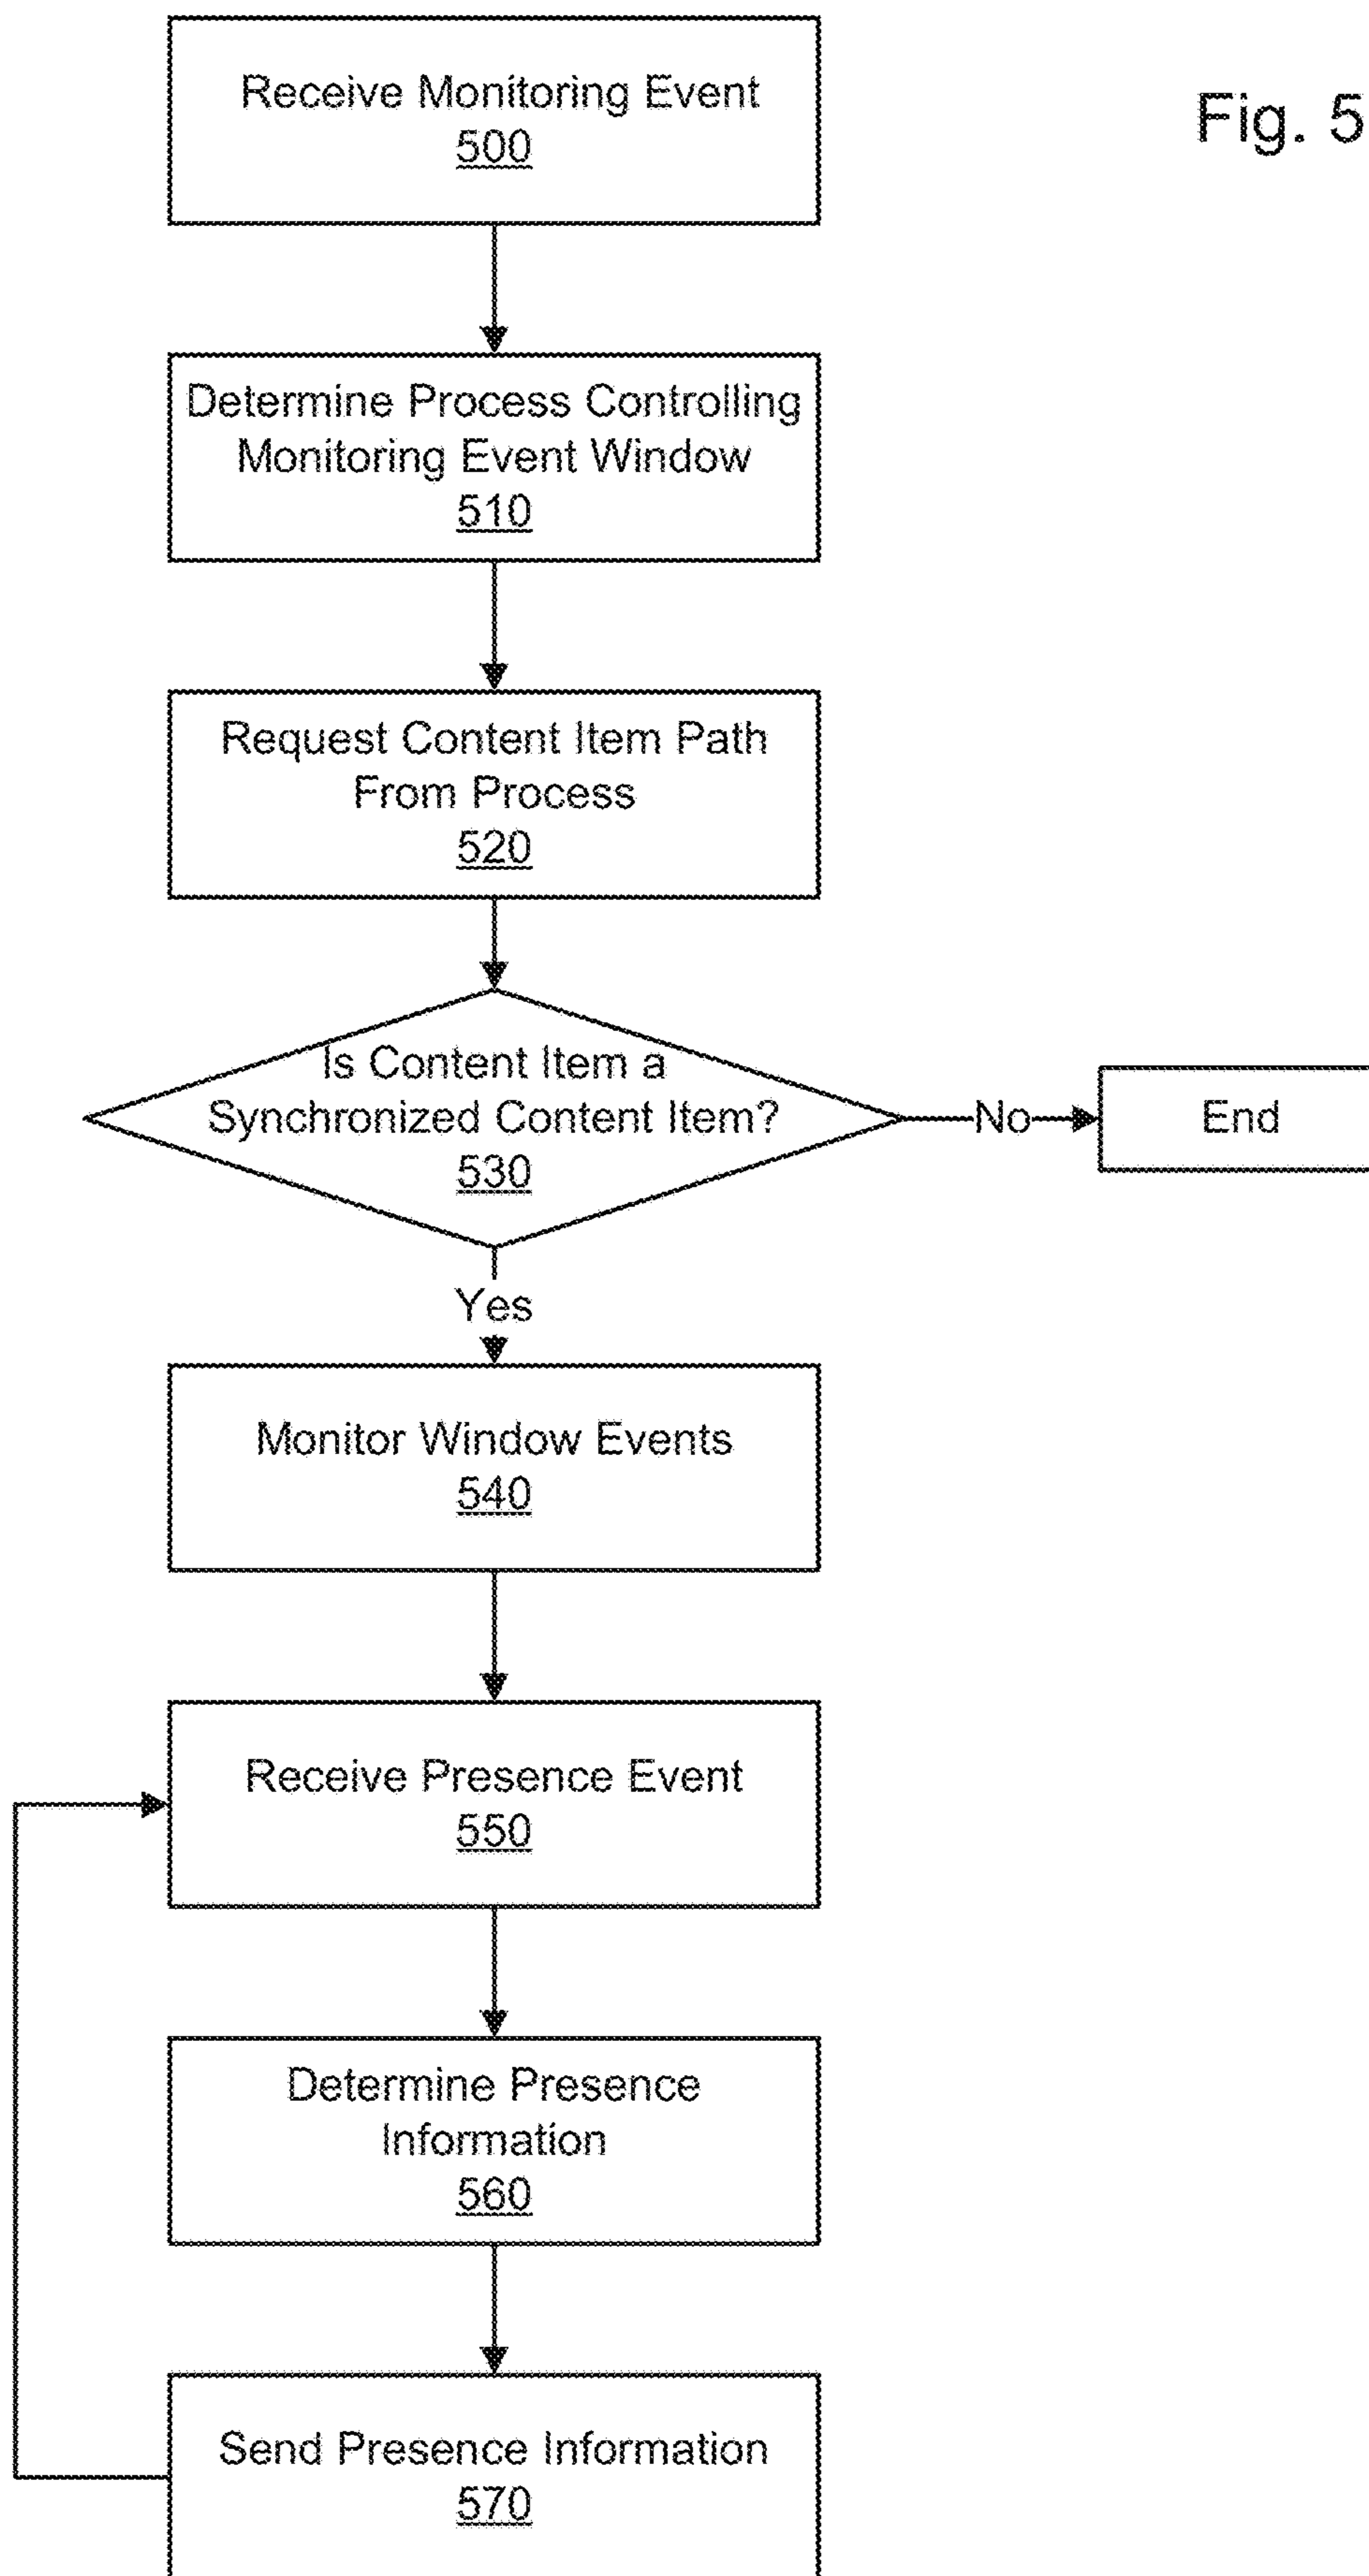 Fig. 5
Receive Monitoring Event
500
Determine Process Controlling
Monitoring Event Window
510
Request Content Item Path
From Process
520
Is Content Item a
Synchronized Content Item?
530
No
End
Yes
Monitor Window Events
540
Receive Presence Event
550
Determine Presence
Information
560
Send Presence Information
570